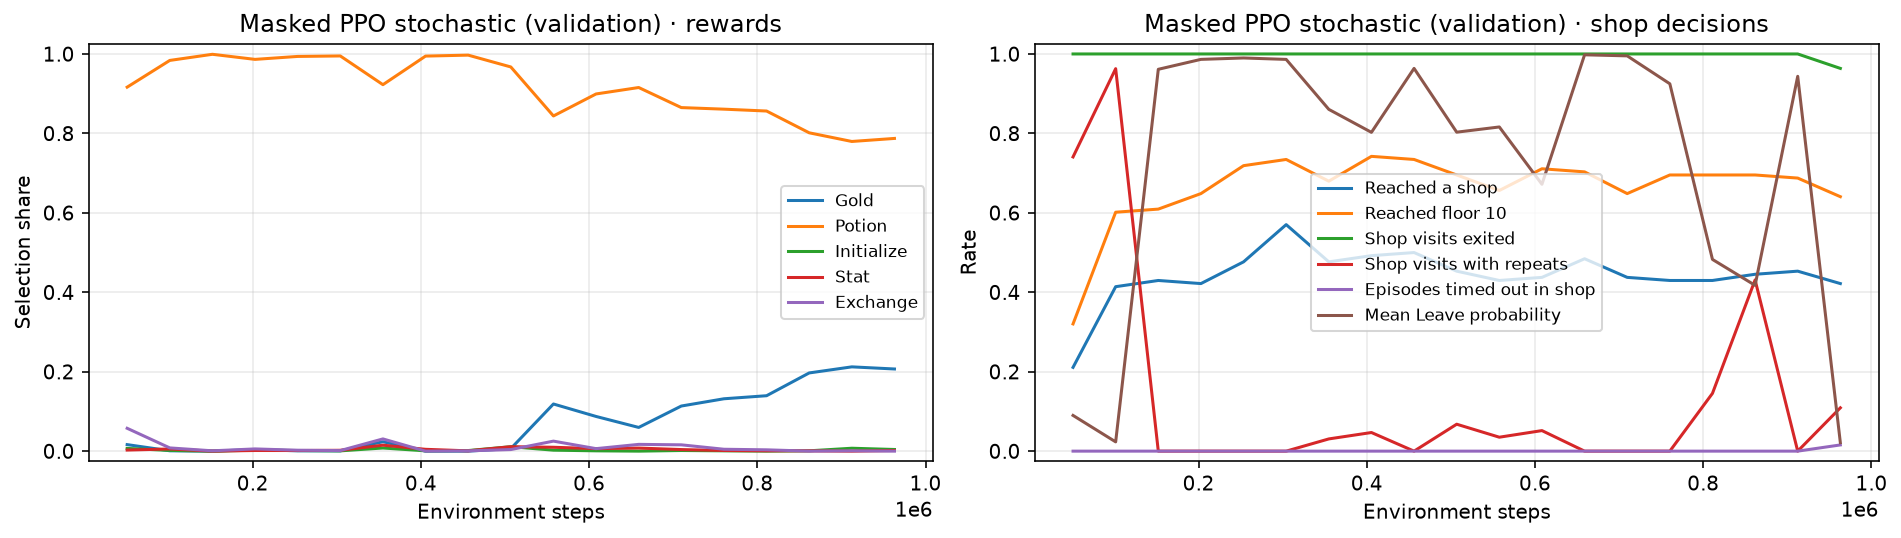 Masked PPO stochastic (validation) · rewards
1.0
0.8
0.6
0.4
0.2
0.0
Selection share
Gold
Potion
Initialize
Stat
Exchange
0.2 0.4 0.6 0.8 1.0
1e6
Environment steps
Masked PPO stochastic (validation) · shop decisions
1.0
0.8
0.6
0.4
0.2
0.0
Rate
Reached a shop
Reached floor 10
Shop visits exited
Shop visits with repeats
Episodes timed out in shop
Mean Leave probability
0.2 0.4 0.6 0.8 1.0
1e6
Environment steps